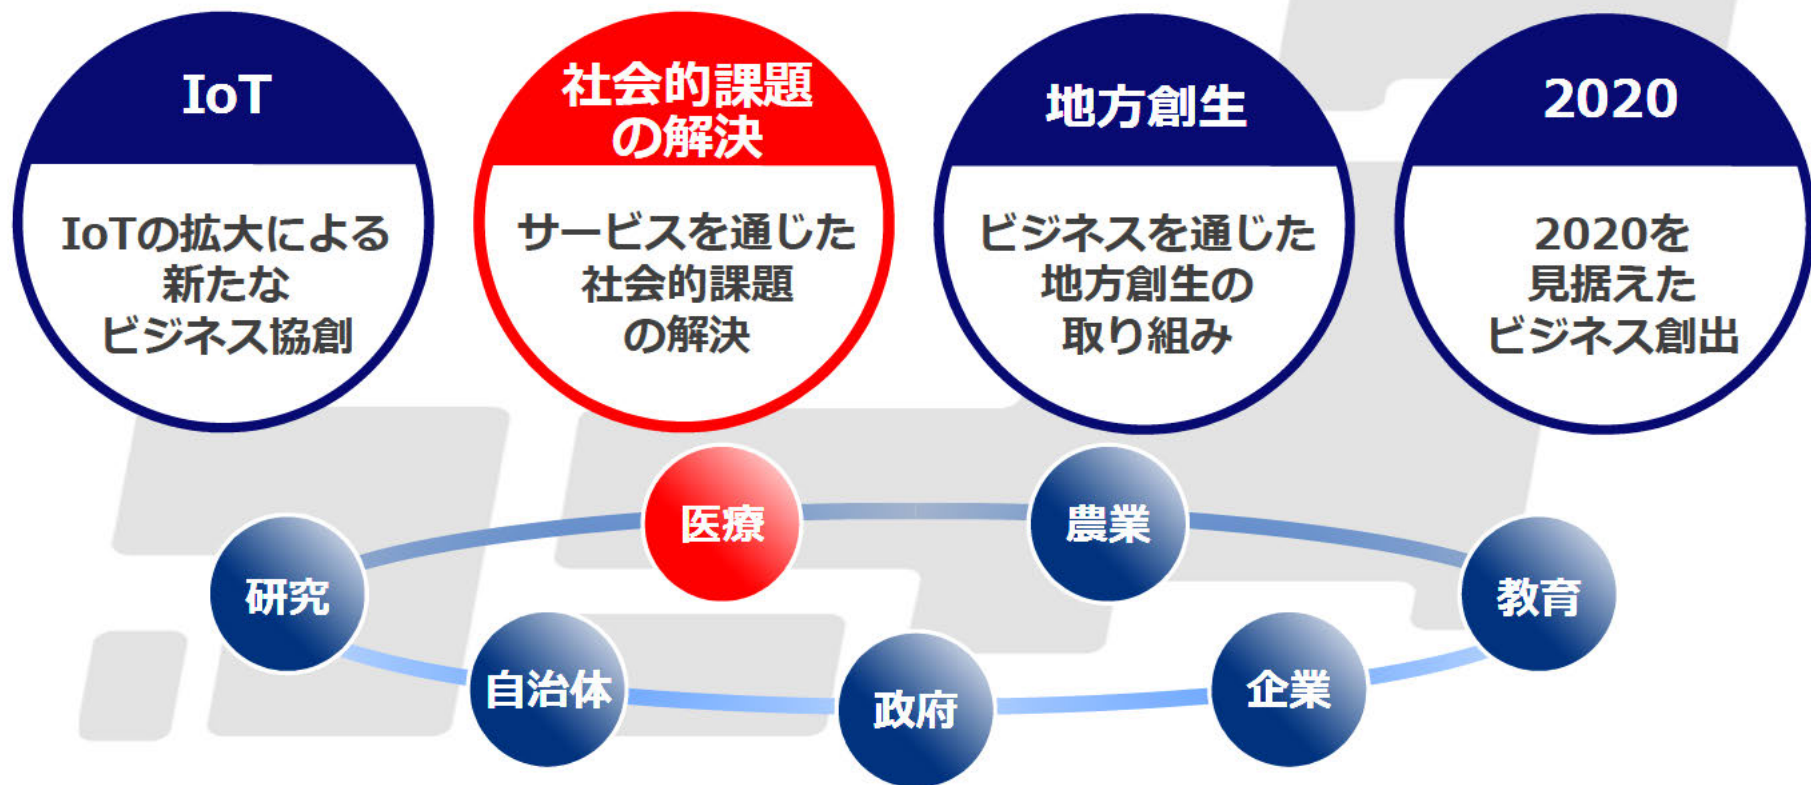 IoT
IoTの拡大による
新たな
ビジネス協創
社会的課題
の解決
サービスを通じた
社会的課題
の解決
地方創生
ビジネスを通じた
地方創生の
取り組み
2020
2020を
見据えた
ビジネス創出
医療
農業
研究
教育
自治体
政府
企業